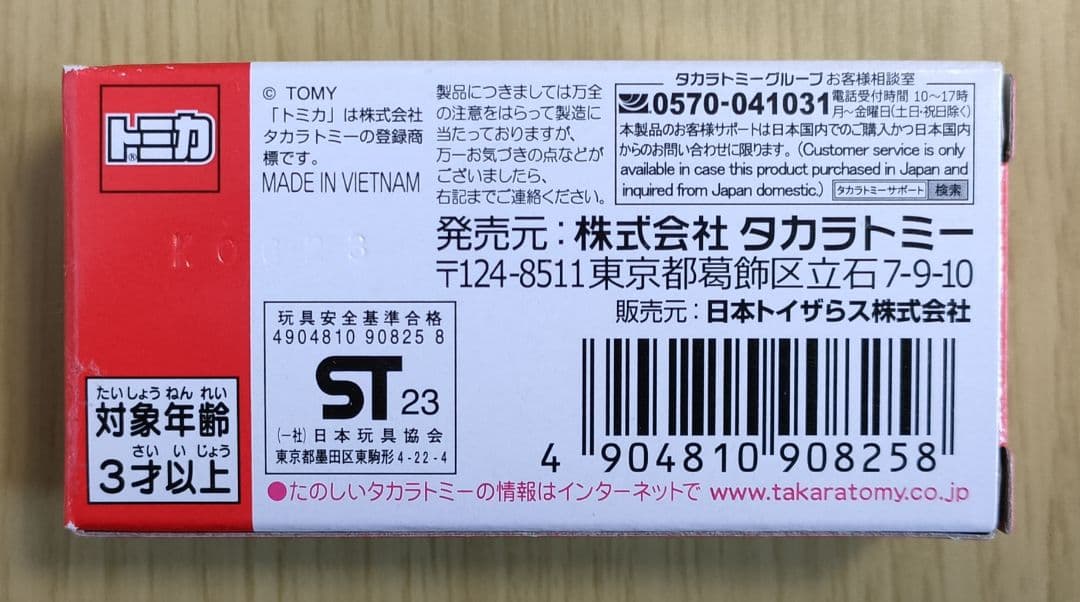 トミカ®
© TOMY
「トミカ」は株式会社
タカラトミーの登録商
標です。
MADE IN VIETNAM
製品につきましては万全
の注意をはらって製造に
当たっておりますが、
万一お気づきの点などが
ございましたら、
右記までご連絡ください。
タカラトミーグループ お客様相談室
0570-041031
電話受付時間 10～17時
月～金曜日(土日・祝日除く)
本製品のお客様サポートは日本国内でのご購入かつ日本国内
からのお問い合わせに限ります。(Customer service is only
available in case this product purchased in Japan and
inquired from Japan domestic.) タカラトミーサポート 検索
発売元:株式会社 タカラトミー
〒124-8511東京都葛飾区立石7-9-10
販売元:日本トイザらス株式会社
玩具安全基準合格
4904810 90825 8
ST 23
(一社)日本玩具協会
東京都墨田区東駒形4-22-4
たいしょうねんれい
対象年齢
さいいじょう
3才以上
4 904810 908258
●たのしいタカラトミーの情報はインターネットで www.takaratomy.co.jp